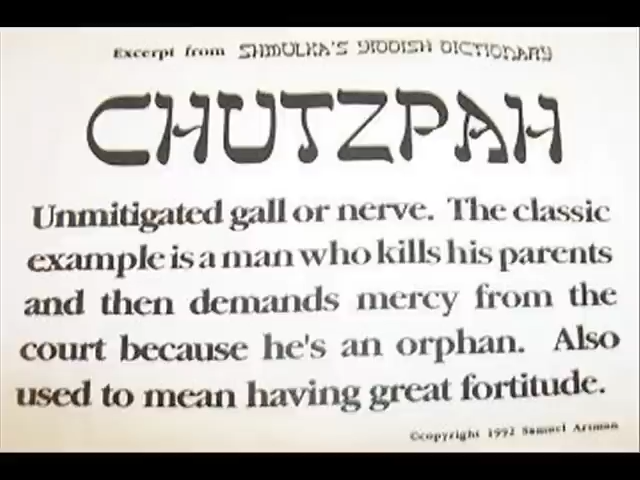 Excerpt from SHMULKA'S YIDDISH DICTIONARY
CHUTZPAH
Unmitigated gall or nerve. The classic
example is a man who kills his parents
and then demands mercy from the
court because he's an orphan. Also
used to mean having great fortitude.
©copyright 1992 Samuel Artman